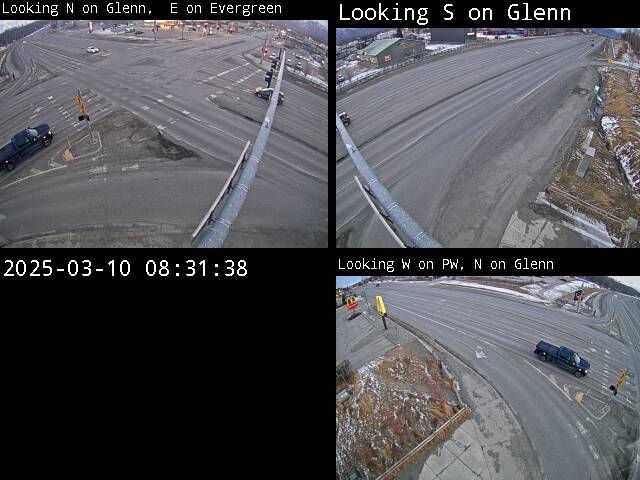 Looking N on Glenn,  E on Evergreen
Looking S on Glenn
2025-03-10 08:31:38
Looking W on PW, N on Glenn